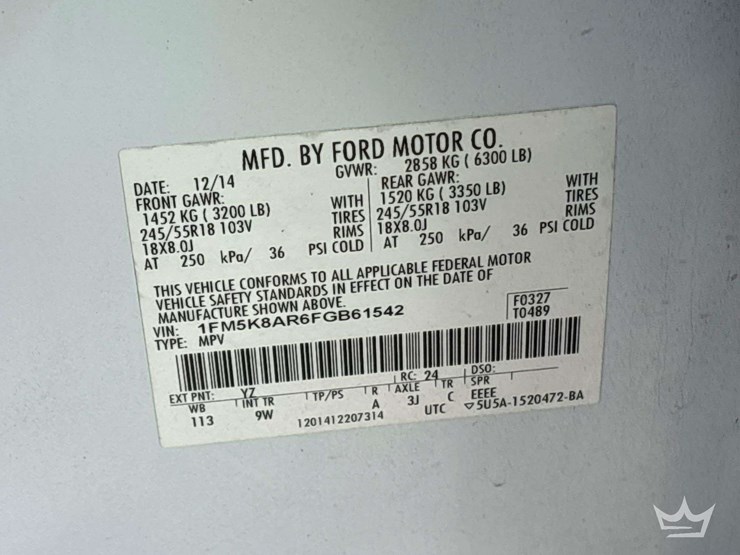 MFD. BY FORD MOTOR CO.
DATE: 12/14 GVWR: 2858 KG ( 6300 LB)
FRONT GAWR: REAR GAWR:
1452 KG ( 3200 LB) WITH 1520 KG ( 3350 LB) WITH
245/55R18 103V TIRES 245/55R18 103V TIRES
18X8.0J RIMS 18X8.0J RIMS
AT 250 kPa/ 36 PSI COLD AT 250 kPa/ 36 PSI COLD
THIS VEHICLE CONFORMS TO ALL APPLICABLE FEDERAL MOTOR
VEHICLE SAFETY STANDARDS IN EFFECT ON THE DATE OF
MANUFACTURE SHOWN ABOVE.
VIN: 1FM5K8AR6FGB61542 F0327
TYPE: MPV T0489
EXT PNT: YZ RC: 24 DSO:
WB INT TR TP/PS R AXLE TR SPR
113 9W A 3J C EEEE
1201412207314 UTC 5U5A-1520472-BA